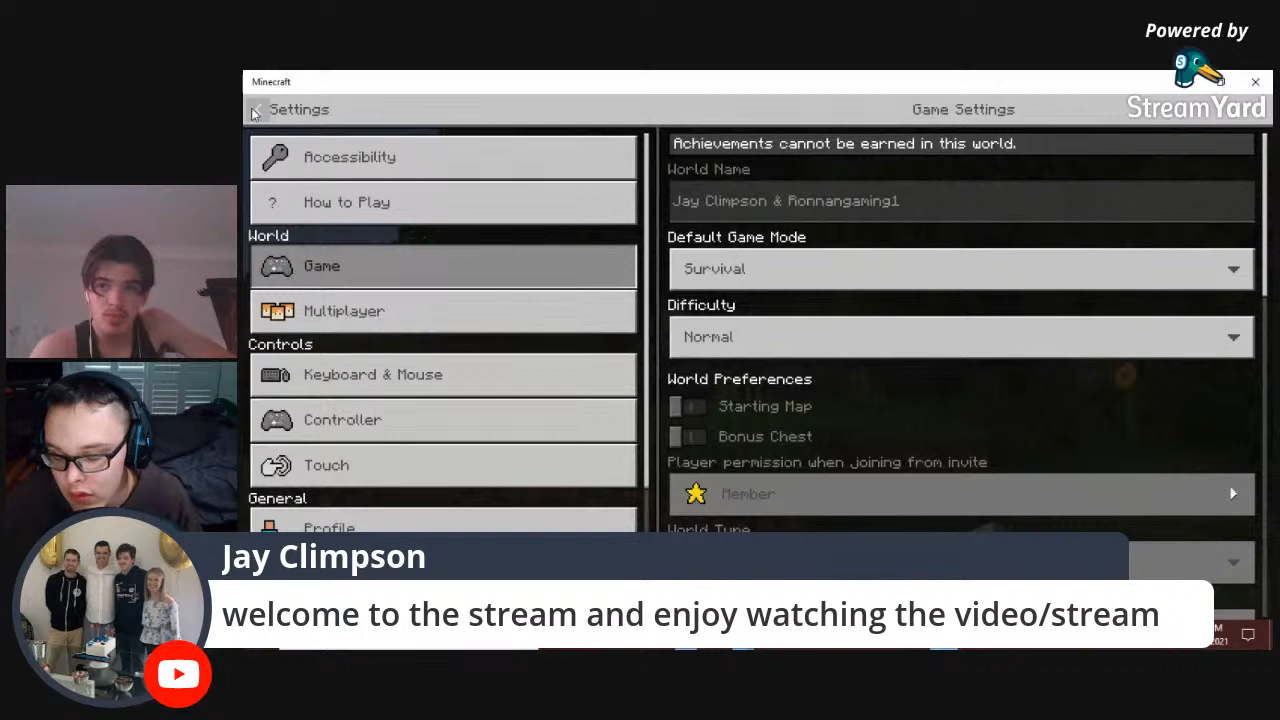 Powered by
StreamYard
Minecraft
Settings
Game Settings
Accessibility
? How to Play
World
Game
Multiplayer
Controls
Keyboard & Mouse
Controller
Touch
General
Profile
Achievements cannot be earned in this world.
World Name
Jay Climpson & Ronnangaming1
Default Game Mode
Survival
Difficulty
Normal
World Preferences
Starting Map
Bonus Chest
Player permission when joining from invite
Member
World Type
Jay Climpson
welcome to the stream and enjoy watching the video/stream
M
2021